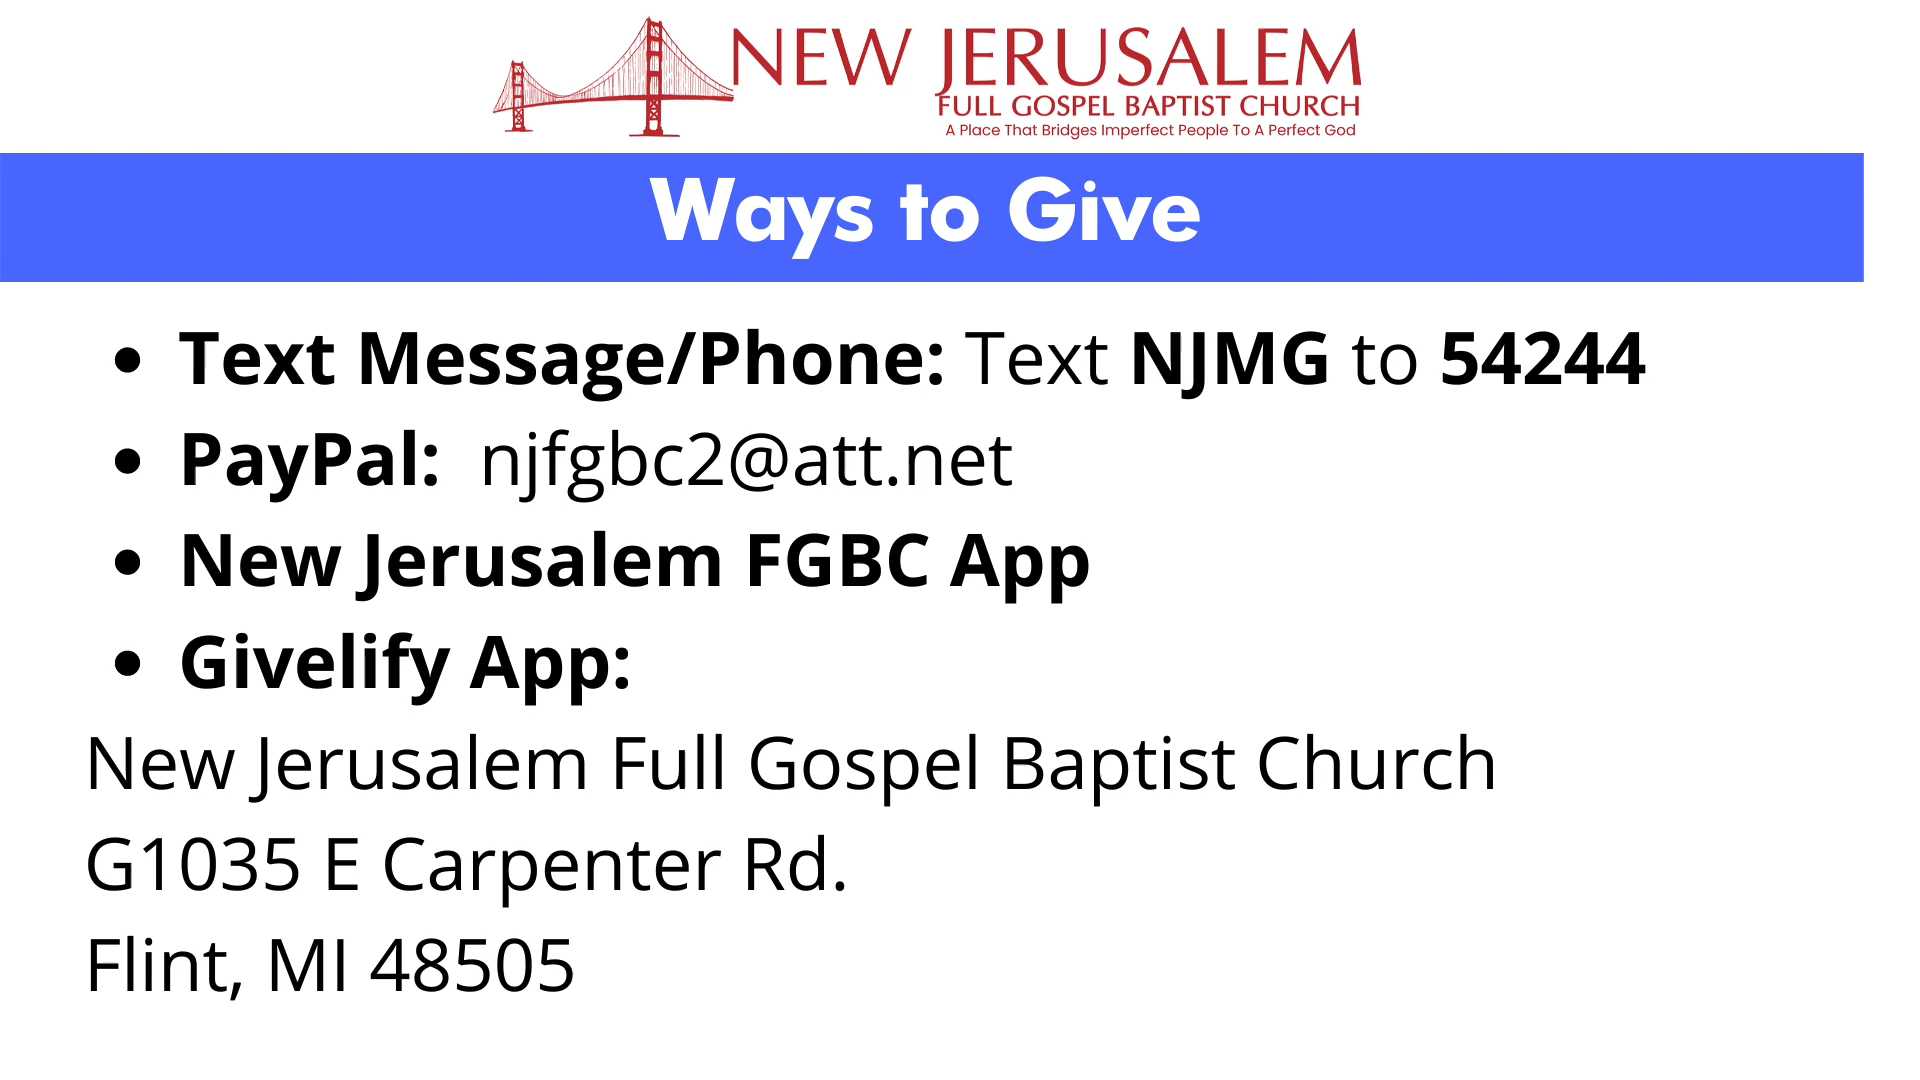 NEW JERUSALEM
FULL GOSPEL BAPTIST CHURCH
A Place That Bridges Imperfect People To A Perfect God
Ways to Give
• Text Message/Phone: Text NJMG to 54244
• PayPal:  njfgbc2@att.net
• New Jerusalem FGBC App
• Givelify App:
New Jerusalem Full Gospel Baptist Church
G1035 E Carpenter Rd.
Flint, MI 48505